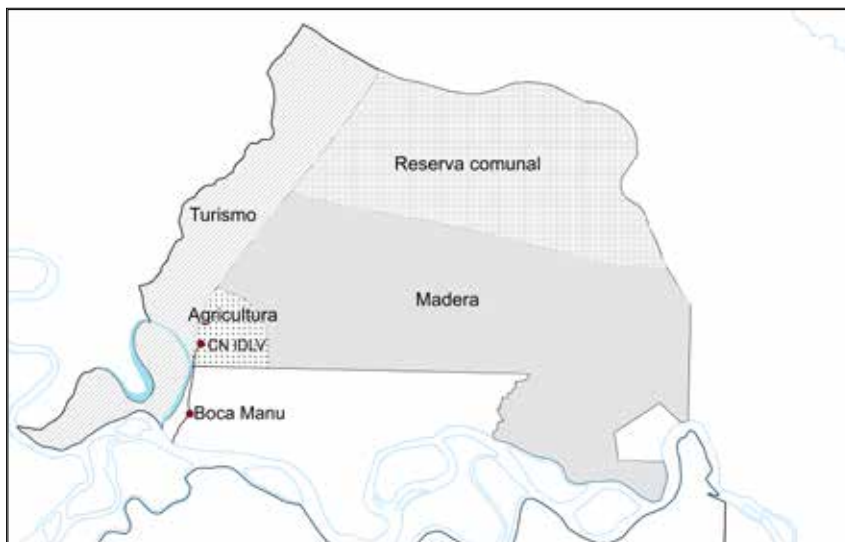 Reserva comunal
Turismo
Madera
Agricultura
CN IDLV
Boca Manu